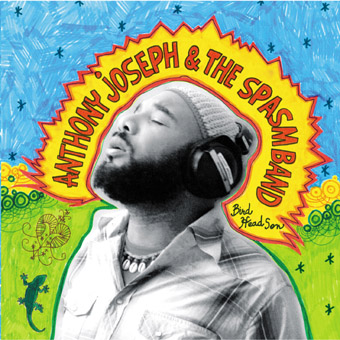 ANTHONY JOSEPH & THE SPASM BAND
Bird
Head Son